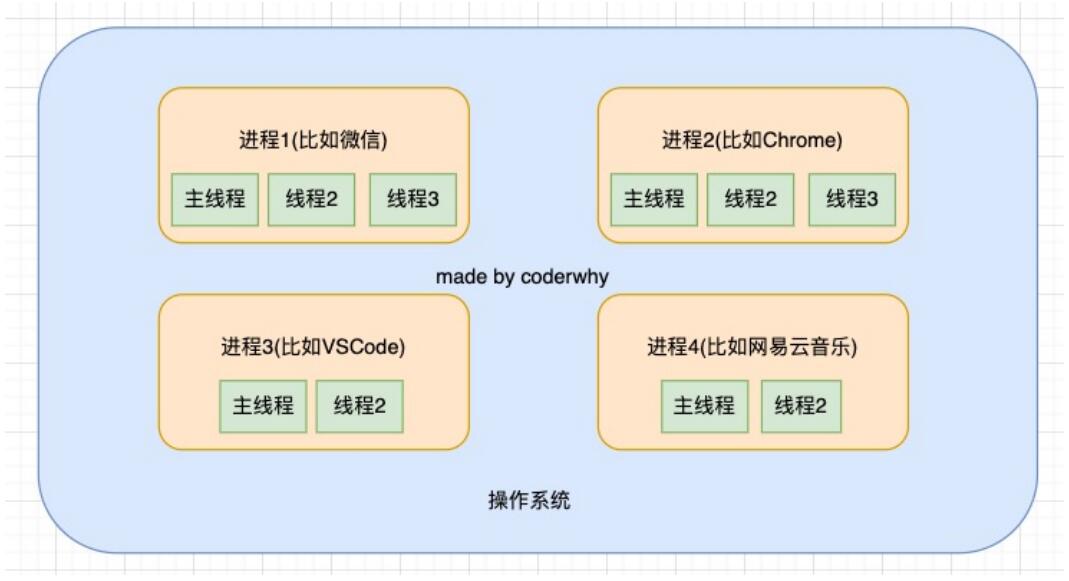 进程1(比如微信)
主线程 线程2 线程3
进程2(比如Chrome)
主线程 线程2 线程3
made by coderwhy
进程3(比如VSCode)
主线程 线程2
进程4(比如网易云音乐)
主线程 线程2
操作系统